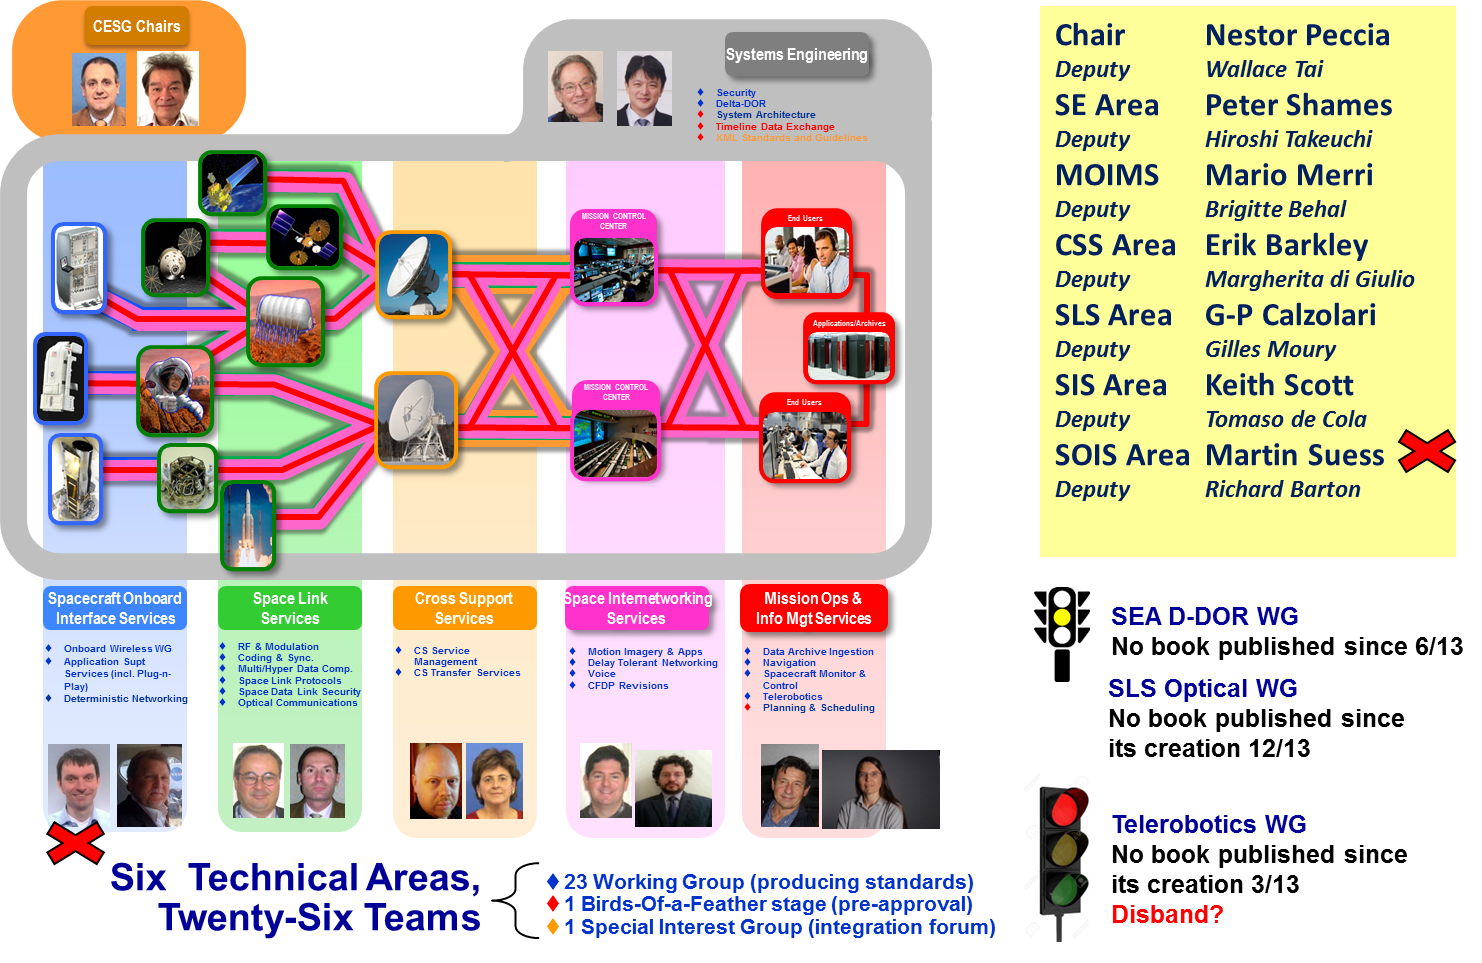 CESG Chairs
Systems Engineering
Security
Delta-DOR
System Architecture
Timeline Data Exchange
XML Standards and Guidelines
MISSION CONTROL
CENTER
End Users
Applications/Archives
MISSION CONTROL
CENTER
End Users
Spacecraft Onboard
Interface Services
Onboard Wireless WG
Application Supt
Services (incl. Plug-n-
Play)
Deterministic Networking
Space Link
Services
RF & Modulation
Coding & Sync.
Multi/Hyper Data Comp.
Space Link Protocols
Space Data Link Security
Optical Communications
Cross Support
Services
CS Service
Management
CS Transfer Services
Space Internetworking
Services
Motion Imagery & Apps
Delay Tolerant Networking
Voice
CFDP Revisions
Mission Ops &
Info Mgt Services
Data Archive Ingestion
Navigation
Spacecraft Monitor &
Control
Telerobotics
Planning & Scheduling
Six Technical Areas,
Twenty-Six Teams
23 Working Group (producing standards)
1 Birds-Of-a-Feather stage (pre-approval)
1 Special Interest Group (integration forum)
Chair Nestor Peccia
Deputy Wallace Tai
SE Area Peter Shames
Deputy Hiroshi Takeuchi
MOIMS Mario Merri
Deputy Brigitte Behal
CSS Area Erik Barkley
Deputy Margherita di Giulio
SLS Area G-P Calzolari
Deputy Gilles Moury
SIS Area Keith Scott
Deputy Tomaso de Cola
SOIS Area Martin Suess
Deputy Richard Barton
SEA D-DOR WG
No book published since 6/13
SLS Optical WG
No book published since
its creation 12/13
Telerobotics WG
No book published since
its creation 3/13
Disband?